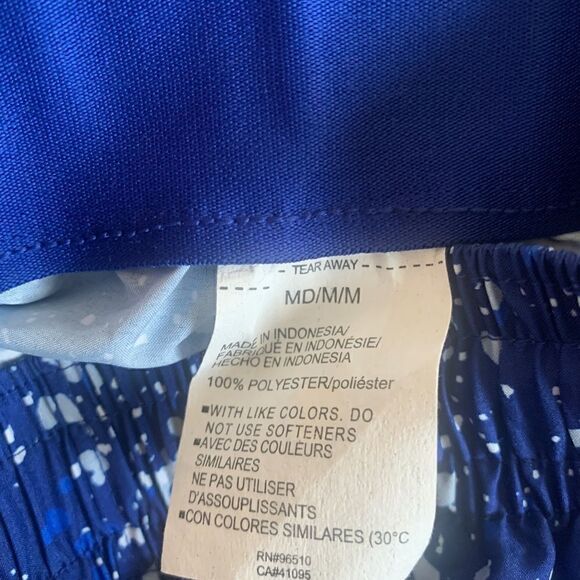 TEAR AWAY
MD/M/M
MADE IN INDONESIA/
FABRIQUÉ EN INDONÉSIE/
HECHO EN INDONESIA
100% POLYESTER/poliéster
▪WITH LIKE COLORS. DO
NOT USE SOFTENERS
▪AVEC DES COULEURS
SIMILAIRES
NE PAS UTILISER
D'ASSOUPLISSANTS
▪CON COLORES SIMILARES (30°C
RN#96510
CA#41095